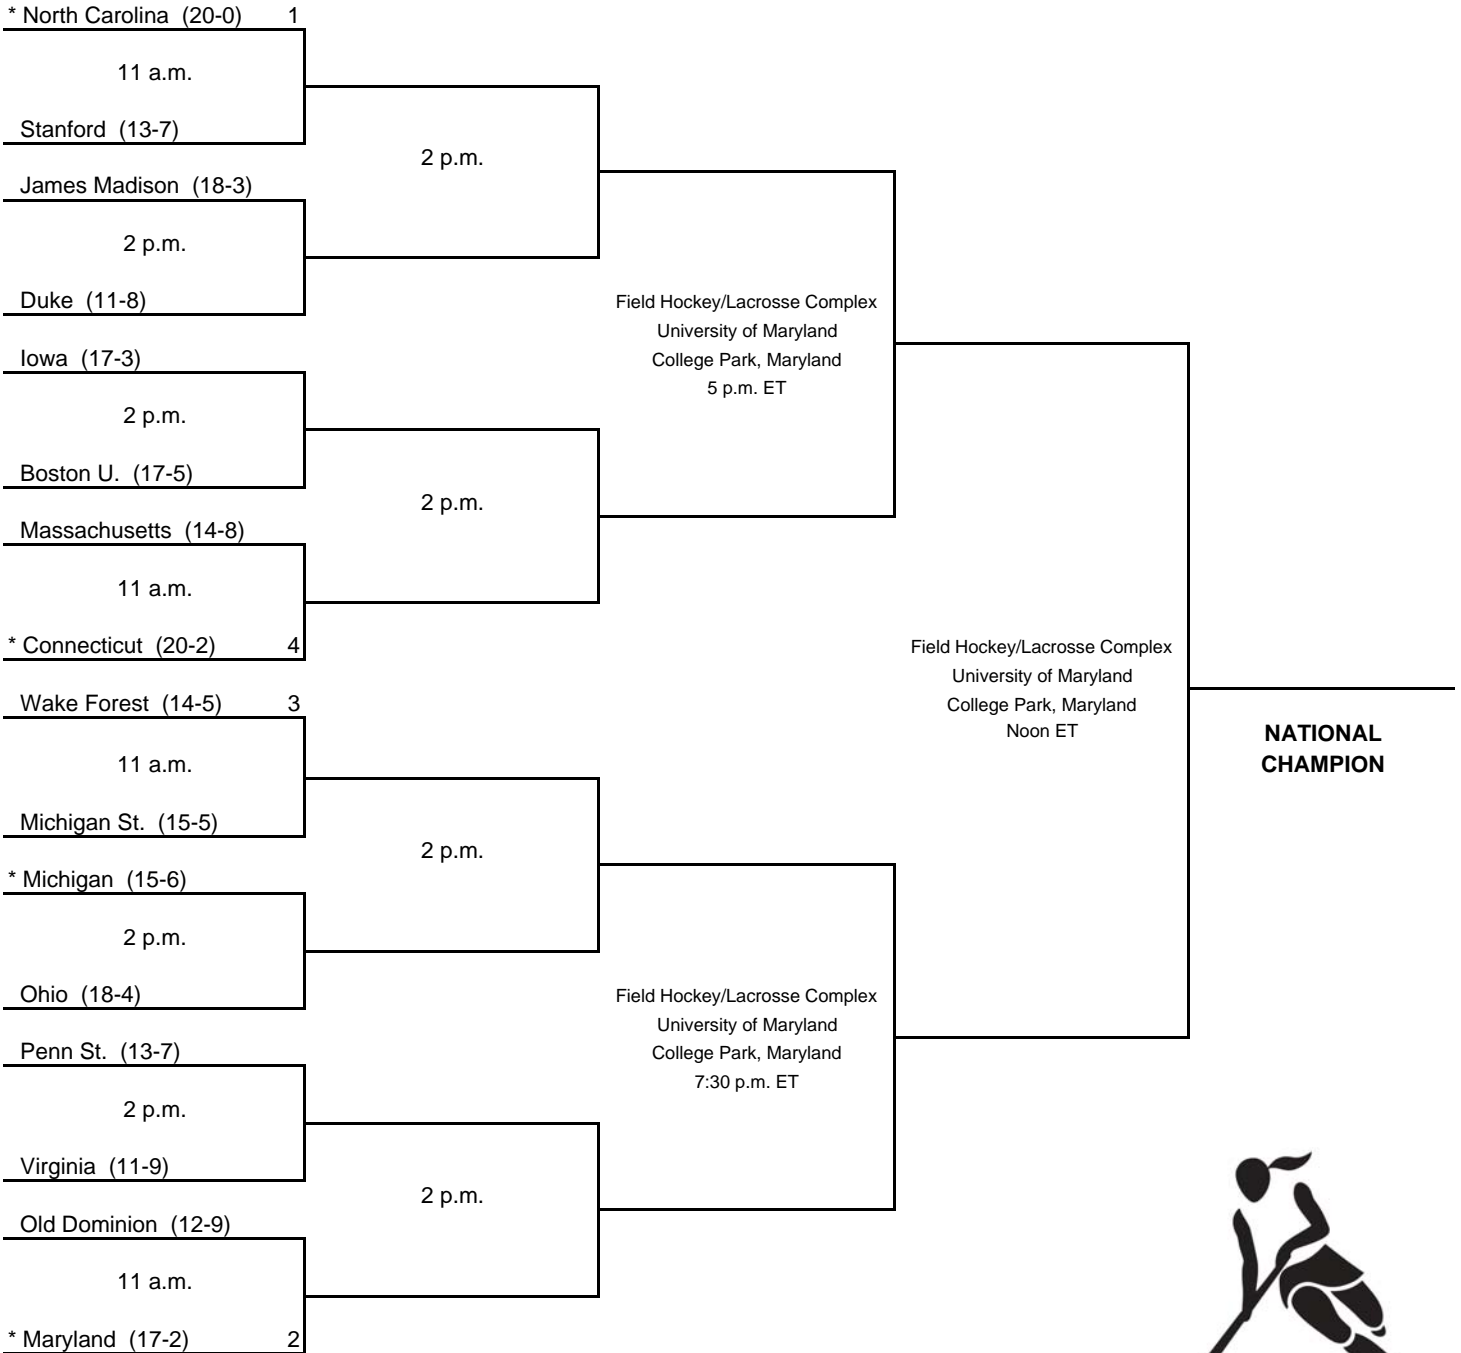 * North Carolina (20-0) 1
11 a.m.
Stanford (13-7)
James Madison (18-3)
2 p.m.
Duke (11-8)
Iowa (17-3)
2 p.m.
Boston U. (17-5)
Massachusetts (14-8)
11 a.m.
* Connecticut (20-2) 4
Wake Forest (14-5) 3
11 a.m.
Michigan St. (15-5)
* Michigan (15-6)
2 p.m.
Ohio (18-4)
Penn St. (13-7)
2 p.m.
Virginia (11-9)
Old Dominion (12-9)
11 a.m.
* Maryland (17-2) 2
2 p.m.
2 p.m.
2 p.m.
2 p.m.
Field Hockey/Lacrosse Complex
University of Maryland
College Park, Maryland
5 p.m. ET
Field Hockey/Lacrosse Complex
University of Maryland
College Park, Maryland
7:30 p.m. ET
Field Hockey/Lacrosse Complex
University of Maryland
College Park, Maryland
Noon ET
NATIONAL
CHAMPION